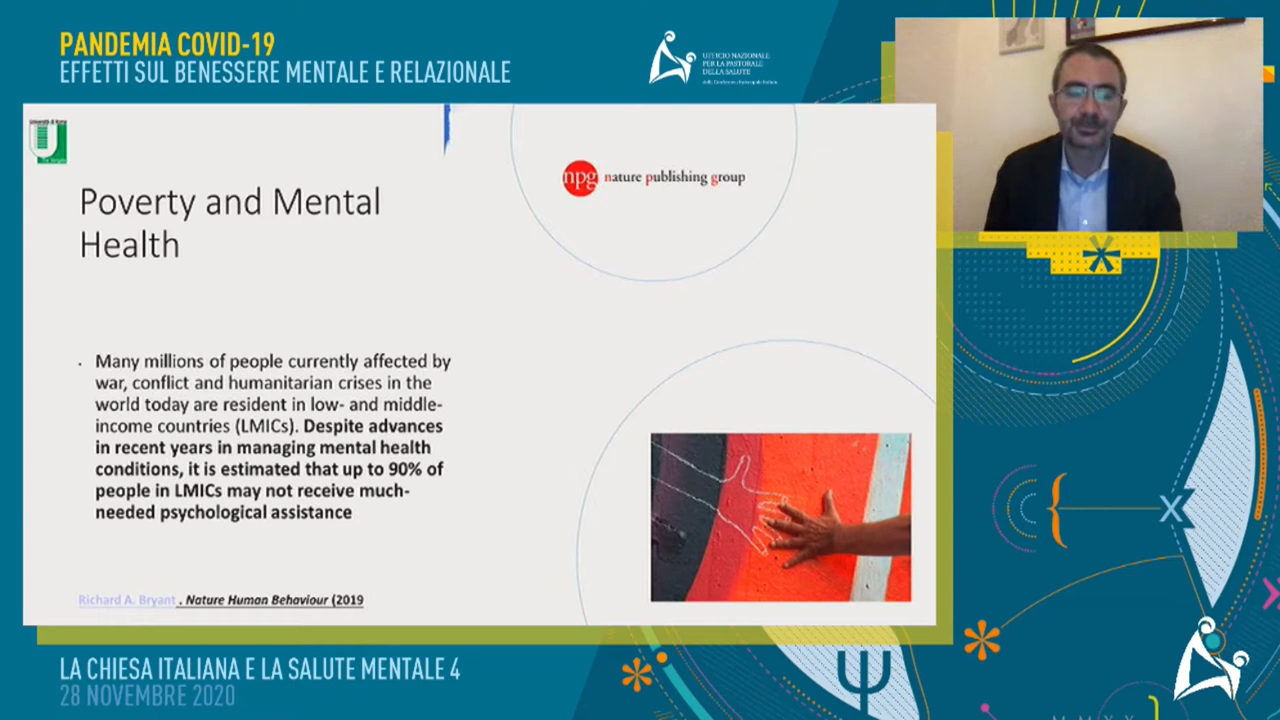 PANDEMIA COVID-19
EFFETTI SUL BENESSERE MENTALE E RELAZIONALE
UFFICIO NAZIONALE
PER LA PASTORALE
DELLA SALUTE
della Conferenza Episcopale Italiana
Poverty and Mental
Health
npg nature publishing group
Many millions of people currently affected by
war, conflict and humanitarian crises in the
world today are resident in low- and middle-
income countries (LMICs). Despite advances
in recent years in managing mental health
conditions, it is estimated that up to 90% of
people in LMICs may not receive much-
needed psychological assistance
Richard A. Bryant . Nature Human Behaviour (2019
LA CHIESA ITALIANA E LA SALUTE MENTALE 4
28 NOVEMBRE 2020